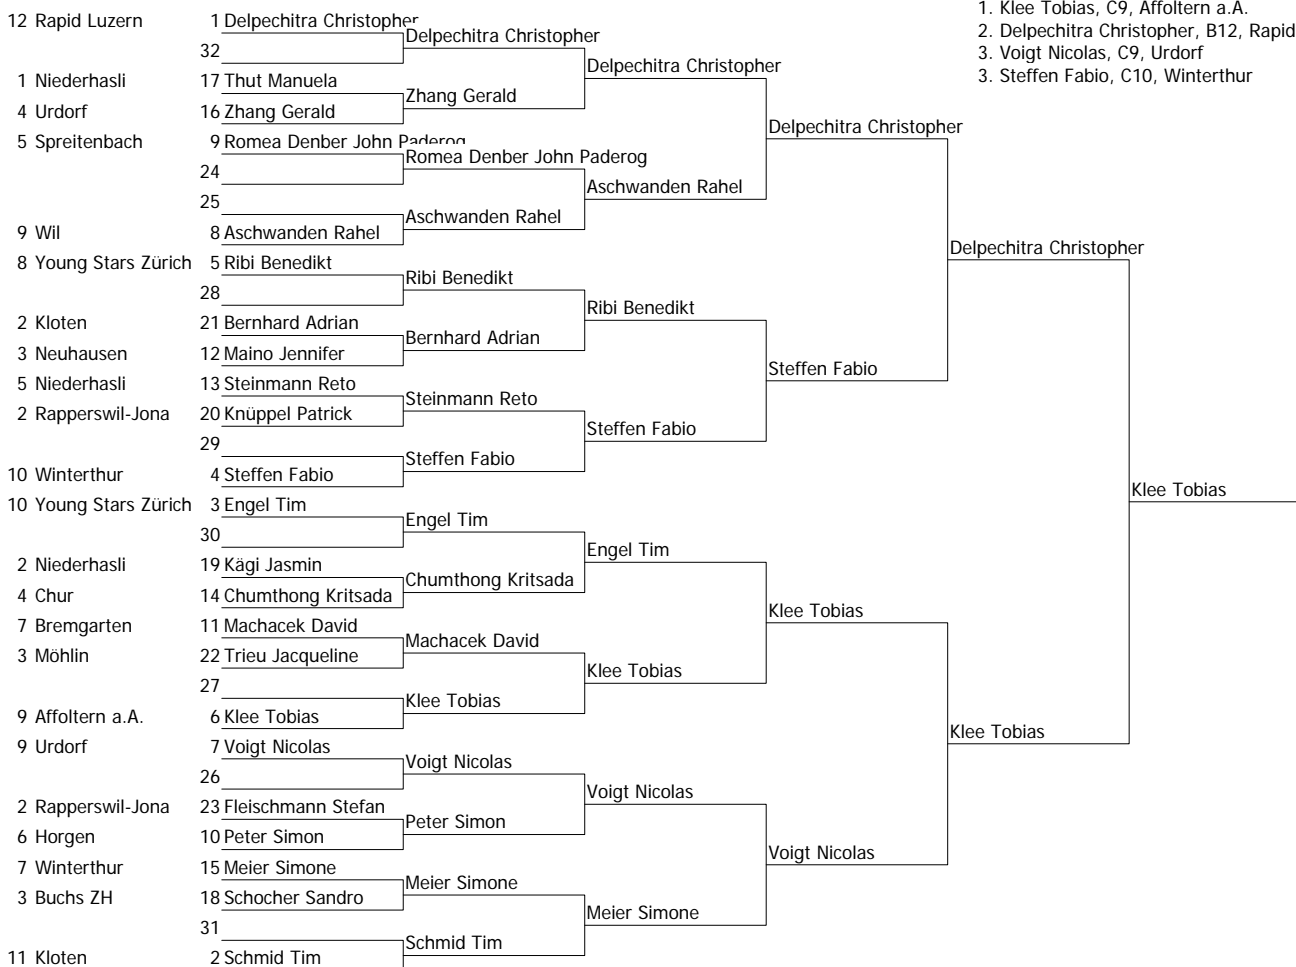 1. Klee Tobias, C9, Affoltern a.A.
2. Delpechitra Christopher, B12, Rapid
3. Voigt Nicolas, C9, Urdorf
3. Steffen Fabio, C10, Winterthur
12 Rapid Luzern 1 Delpechitra Christopher
Delpechitra Christopher
32
Delpechitra Christopher
1 Niederhasli 17 Thut Manuela
Zhang Gerald
4 Urdorf 16 Zhang Gerald
Delpechitra Christopher
5 Spreitenbach 9 Romea Denber John Paderog
Romea Denber John Paderog
24
Aschwanden Rahel
25
Aschwanden Rahel
9 Wil 8 Aschwanden Rahel
Delpechitra Christopher
8 Young Stars Zürich 5 Ribi Benedikt
Ribi Benedikt
28
Ribi Benedikt
2 Kloten 21 Bernhard Adrian
Bernhard Adrian
3 Neuhausen 12 Maino Jennifer
Steffen Fabio
5 Niederhasli 13 Steinmann Reto
Steinmann Reto
2 Rapperswil-Jona 20 Knüppel Patrick
Steffen Fabio
29
Steffen Fabio
10 Winterthur 4 Steffen Fabio
Klee Tobias
10 Young Stars Zürich 3 Engel Tim
Engel Tim
30
Engel Tim
2 Niederhasli 19 Kägi Jasmin
Chumthong Kritsada
4 Chur 14 Chumthong Kritsada
Klee Tobias
7 Bremgarten 11 Machacek David
Machacek David
3 Möhlin 22 Trieu Jacqueline
Klee Tobias
27
Klee Tobias
9 Affoltern a.A. 6 Klee Tobias
Klee Tobias
9 Urdorf 7 Voigt Nicolas
Voigt Nicolas
26
Voigt Nicolas
2 Rapperswil-Jona 23 Fleischmann Stefan
Peter Simon
6 Horgen 10 Peter Simon
Voigt Nicolas
7 Winterthur 15 Meier Simone
Meier Simone
3 Buchs ZH 18 Schocher Sandro
Meier Simone
31
Schmid Tim
11 Kloten 2 Schmid Tim